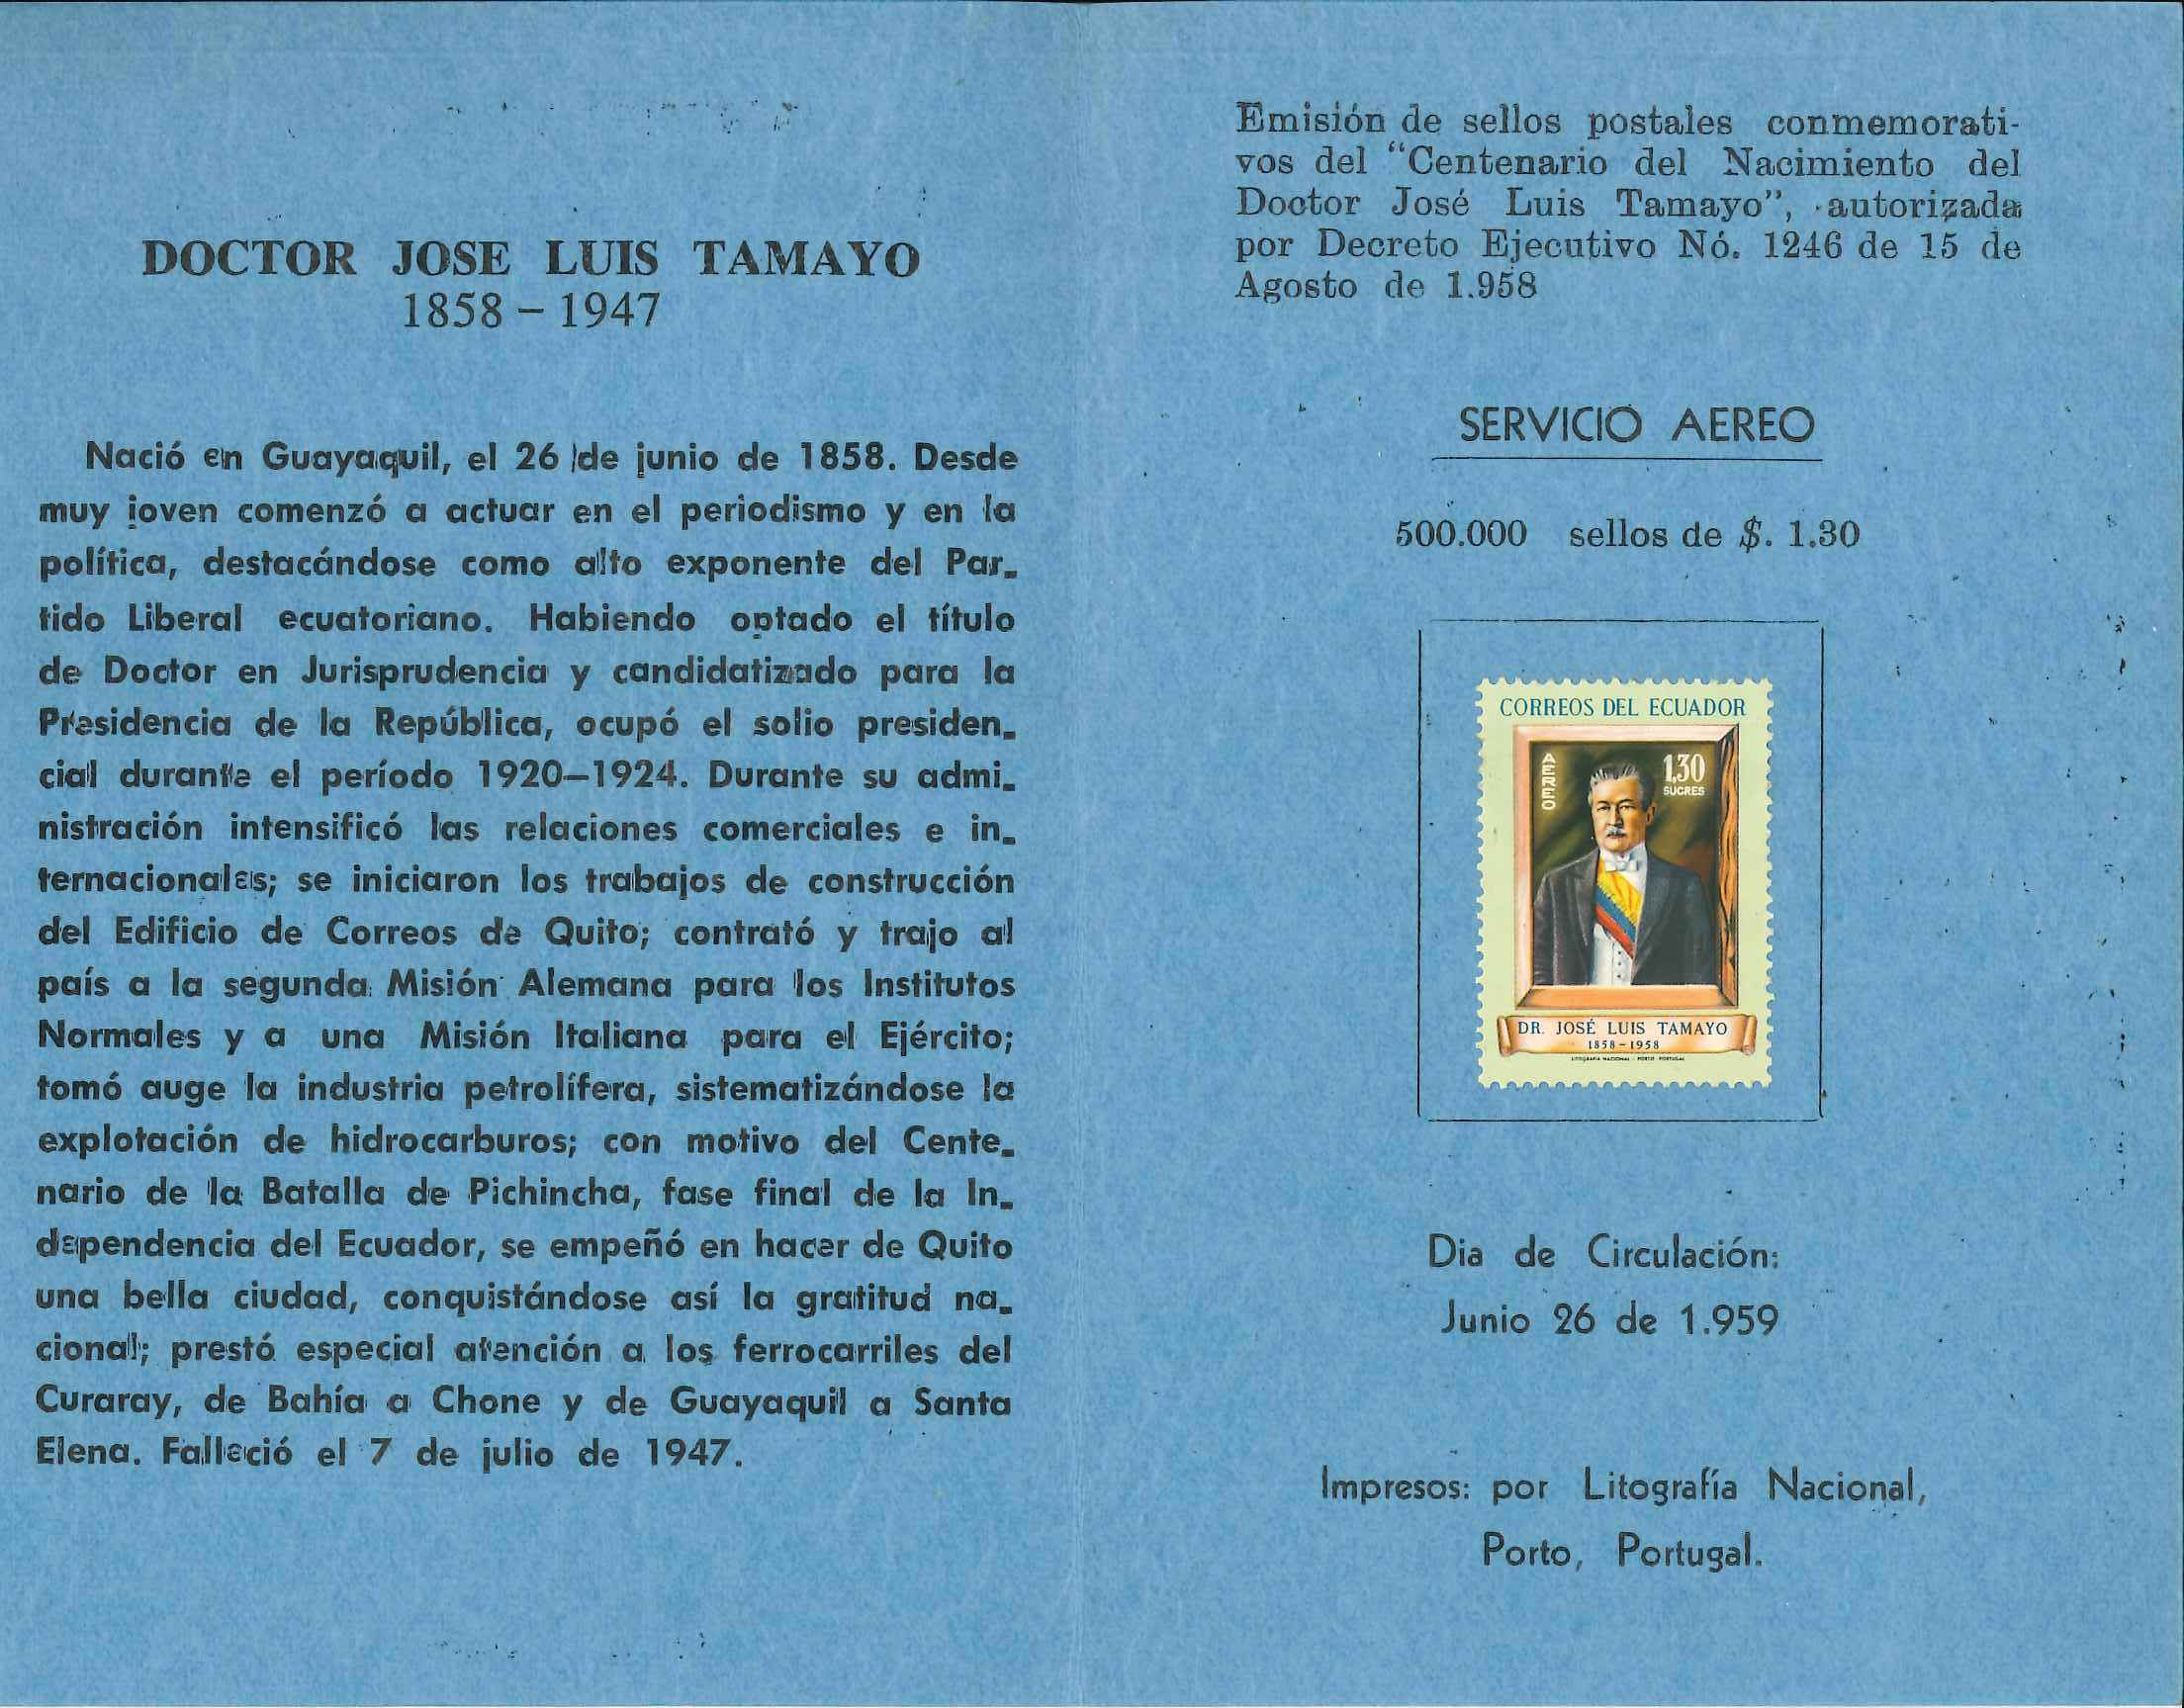 DOCTOR JOSE LUIS TAMAYO
1858 – 1947
Nació en Guayaquil, el 26 de junio de 1858. Desde
muy joven comenzó a actuar en el periodismo y en la
política, destacándose como alto exponente del Par-
tido Liberal ecuatoriano. Habiendo optado el título
de Doctor en Jurisprudencia y candidatizado para la
Presidencia de la República, ocupó el solio presiden-
cial durante el período 1920–1924. Durante su admi-
nistración intensificó las relaciones comerciales e in-
ternacionales; se iniciaron los trabajos de construcción
del Edificio de Correos de Quito; contrató y trajo al
país a la segunda Misión Alemana para los Institutos
Normales y a una Misión Italiana para el Ejército;
tomó auge la industria petrolífera, sistematizándose la
explotación de hidrocarburos; con motivo del Cente-
nario de la Batalla de Pichincha, fase final de la In-
dependencia del Ecuador, se empeñó en hacer de Quito
una bella ciudad, conquistándose así la gratitud na-
cional; prestó especial atención a los ferrocarriles del
Curaray, de Bahía a Chone y de Guayaquil a Santa
Elena. Falleció el 7 de julio de 1947.
Emisión de sellos postales conmemorati-
vos del “Centenario del Nacimiento del
Doctor José Luis Tamayo”, autorizada
por Decreto Ejecutivo Nó. 1246 de 15 de
Agosto de 1.958
SERVICIO AEREO
500.000 sellos de $. 1.30
CORREOS DEL ECUADOR
AEREO
1,30
SUCRES
DR. JOSÉ LUIS TAMAYO
1858-1958
LITOGRAFIA NACIONAL - PORTO PORTUGAL
Dia de Circulación:
Junio 26 de 1.959
Impresos: por Litografía Nacional,
Porto, Portugal.